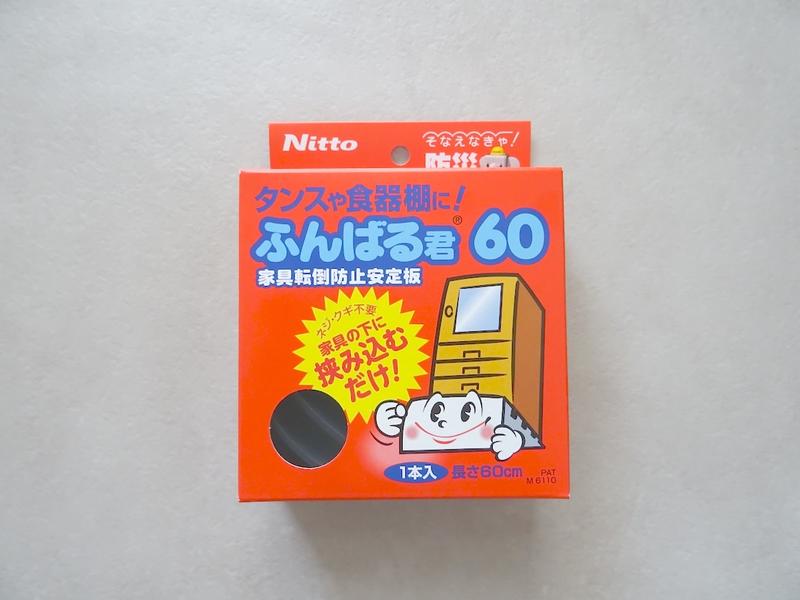 Nitto
そなえなきゃ!
防災
タンスや食器棚に!
ふんばる君® 60
家具転倒防止安定板
ネジ・クギ不要
家具の下に
挟み込む
だけ!
1本入 長さ60cm
PAT
M 6110